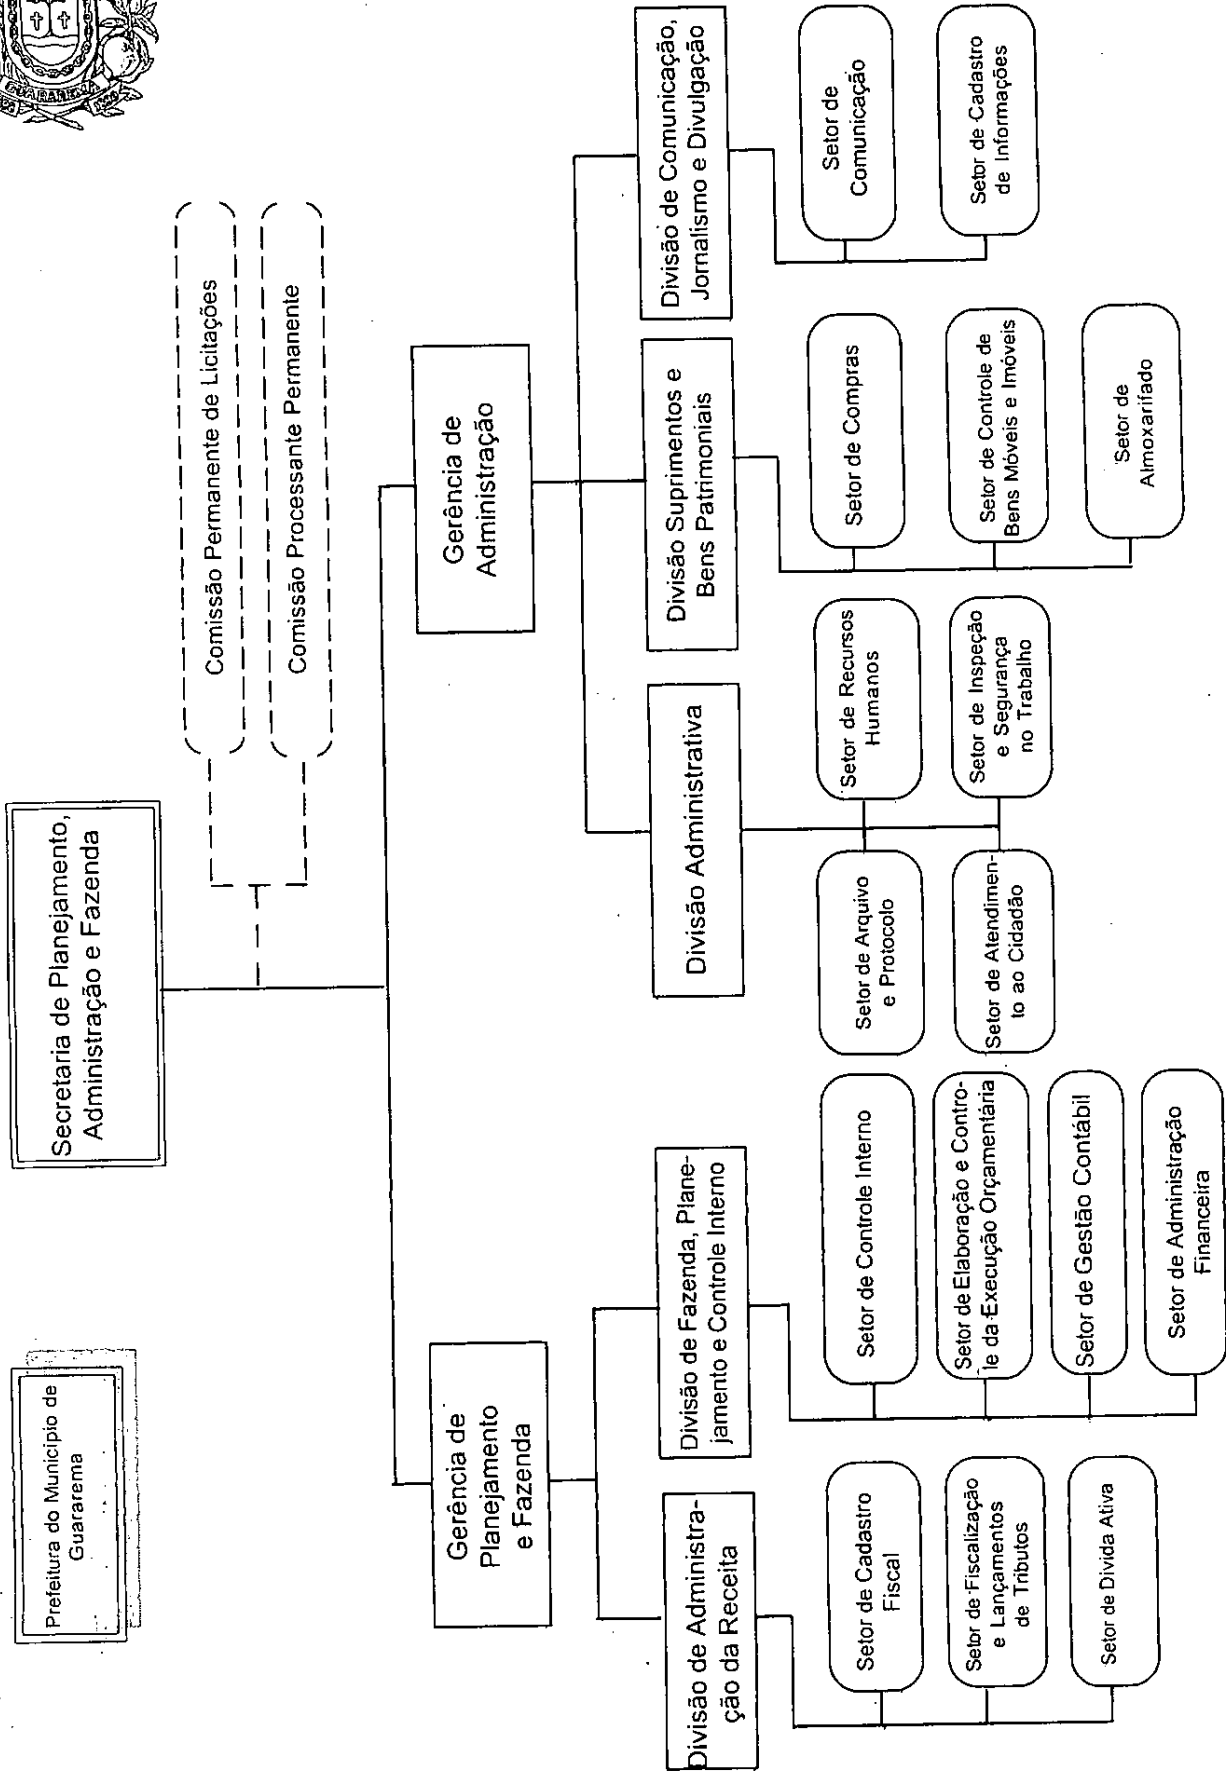 Prefeitura do Municipio de
Guararema
GUARAREMA
Secretaria de Planejamento,
Administração e Fazenda
Comissão Permanente de Licitações
Comissão Processante Permanente
Gerência de
Planejamento
e Fazenda
Gerência de
Administração
Divisão de Administra-
ção da Receita
Divisão de Fazenda, Plane-
jamento e Controle Interno
Divisão Administrativa
Divisão Suprimentos e
Bens Patrimoniais
Divisão de Comunicação,
Jornalismo e Divulgação
Setor de Cadastro
Fiscal
Setor de Fiscalização
e Lançamentos
de Tributos
Setor de Divida Ativa
Setor de Controle Interno
Setor de Elaboração e Contro-
le da Execução Orçamentária
Setor de Gestão Contábil
Setor de Administração
Financeira
Setor de Arquivo
e Protocolo
Setor de Recursos
Humanos
Setor de Atendimen-
to ao Cidadão
Setor de Inspeção
e Segurança
no Trabalho
Setor de Compras
Setor de Controle de
Bens Móveis e Imóveis
Setor de
Almoxarifado
Setor de
Comunicação
Setor de Cadastro
de Informações